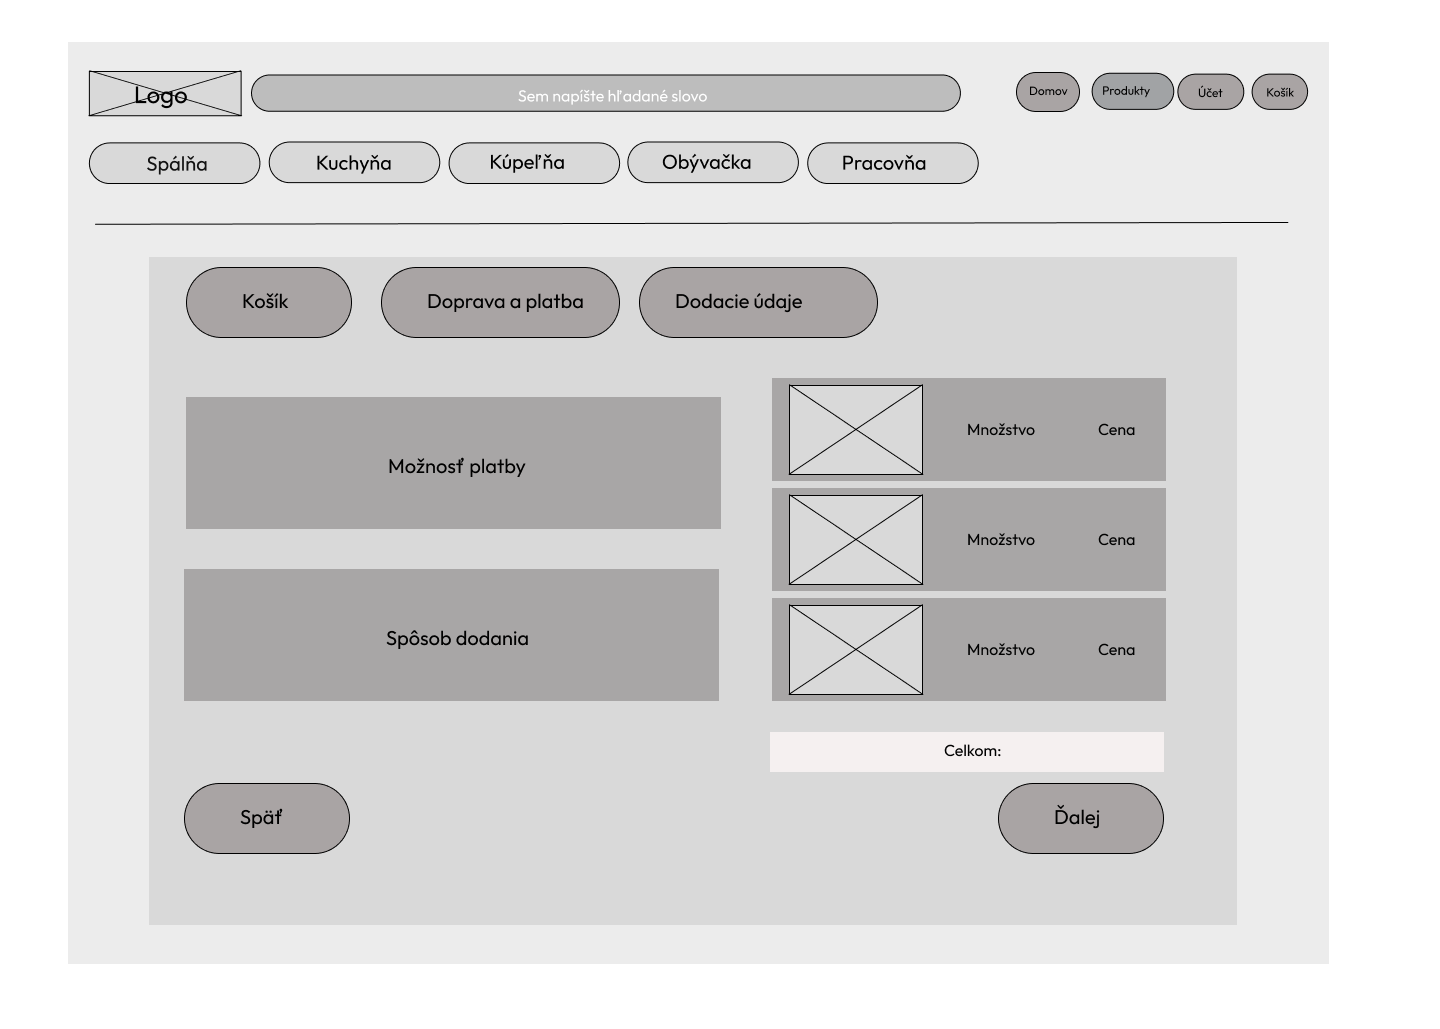 Logo
Sem napíšte hľadané slovo
Domov
Produkty
Účet
Košík
Spálňa
Kuchyňa
Kúpeľňa
Obývačka
Pracovňa
Košík
Doprava a platba
Dodacie údaje
Možnosť platby
Spôsob dodania
Množstvo
Cena
Množstvo
Cena
Množstvo
Cena
Celkom:
Späť
Ďalej